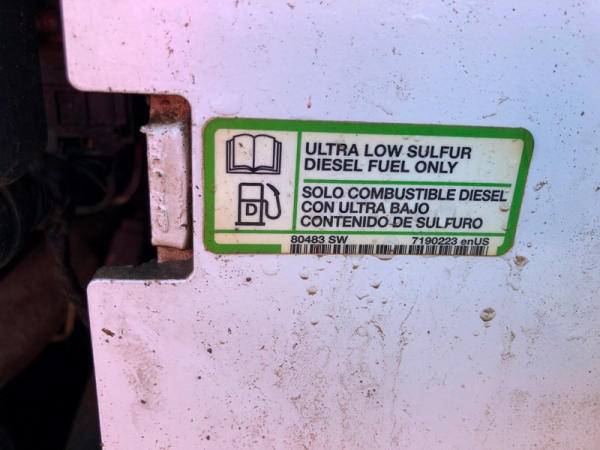 ULTRA LOW SULFUR
DIESEL FUEL ONLY
D
SOLO COMBUSTIBLE DIESEL
CON ULTRA BAJO
CONTENIDO DE SULFURO
80483 SW 7190223 enUS